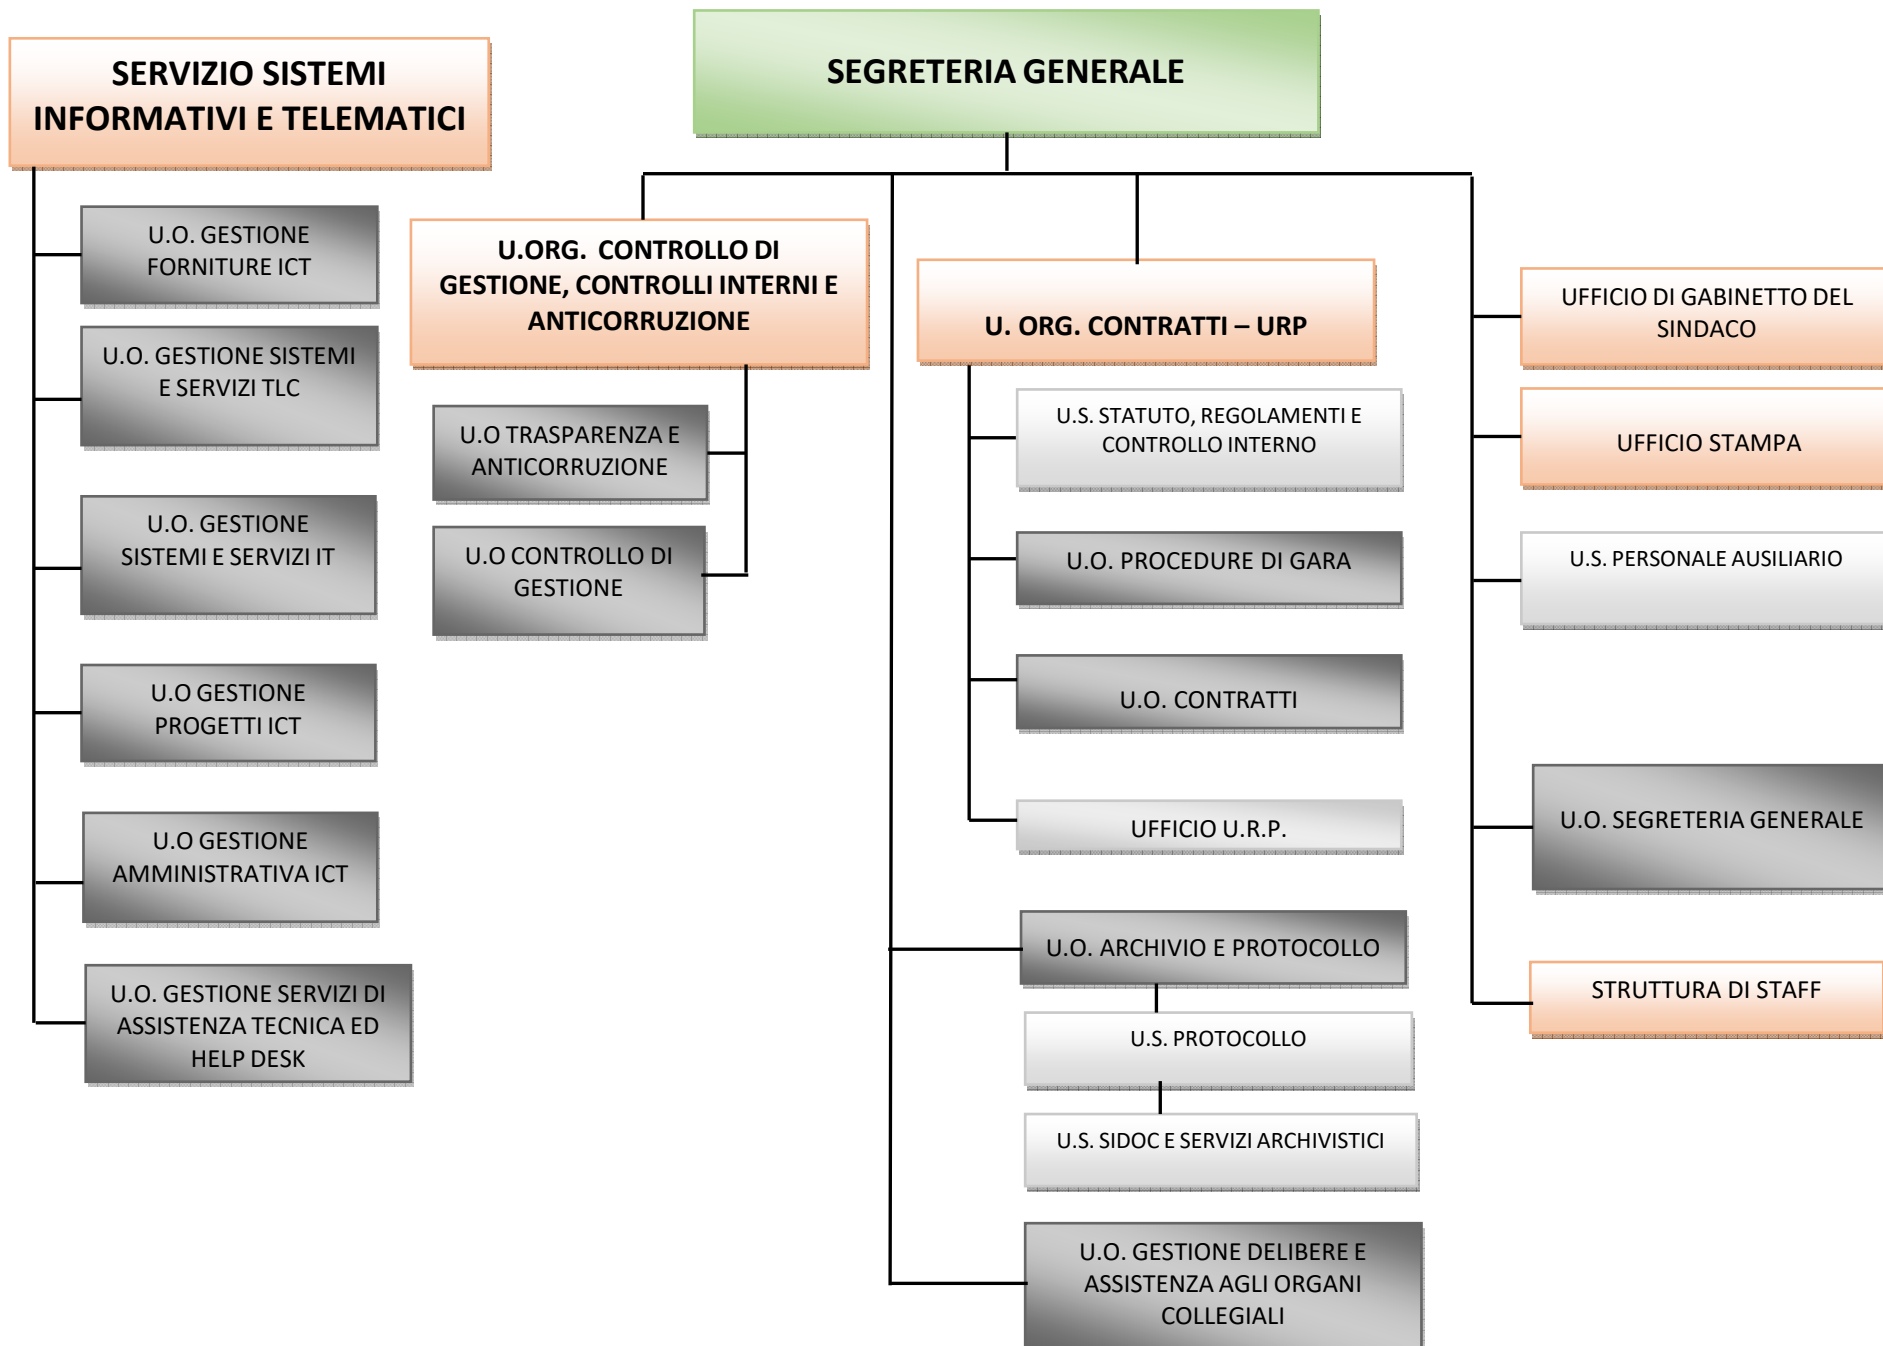 SERVIZIO SISTEMI
INFORMATIVI E TELEMATICI
U.O. GESTIONE
FORNITURE ICT
U.O. GESTIONE SISTEMI
E SERVIZI TLC
U.O. GESTIONE
SISTEMI E SERVIZI IT
U.O GESTIONE
PROGETTI ICT
U.O GESTIONE
AMMINISTRATIVA ICT
U.O. GESTIONE SERVIZI DI
ASSISTENZA TECNICA ED
HELP DESK
SEGRETERIA GENERALE
U.ORG. CONTROLLO DI
GESTIONE, CONTROLLI INTERNI E
ANTICORRUZIONE
U.O TRASPARENZA E
ANTICORRUZIONE
U.O CONTROLLO DI
GESTIONE
U. ORG. CONTRATTI – URP
U.S. STATUTO, REGOLAMENTI E
CONTROLLO INTERNO
U.O. PROCEDURE DI GARA
U.O. CONTRATTI
UFFICIO U.R.P.
U.O. ARCHIVIO E PROTOCOLLO
U.S. PROTOCOLLO
U.S. SIDOC E SERVIZI ARCHIVISTICI
U.O. GESTIONE DELIBERE E
ASSISTENZA AGLI ORGANI
COLLEGIALI
UFFICIO DI GABINETTO DEL
SINDACO
UFFICIO STAMPA
U.S. PERSONALE AUSILIARIO
U.O. SEGRETERIA GENERALE
STRUTTURA DI STAFF